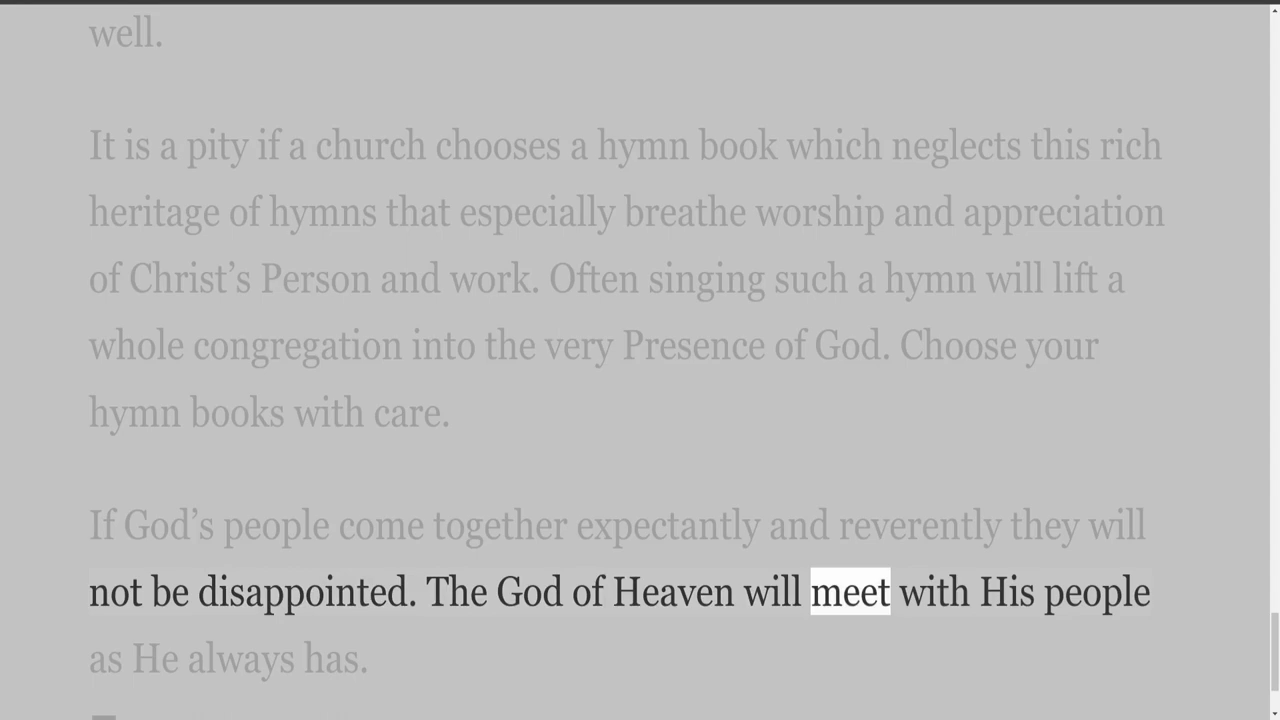 well.
It is a pity if a church chooses a hymn book which neglects this rich
heritage of hymns that especially breathe worship and appreciation
of Christ’s Person and work. Often singing such a hymn will lift a
whole congregation into the very Presence of God. Choose your
hymn books with care.
If God’s people come together expectantly and reverently they will
not be disappointed. The God of Heaven will meet with His people
as He always has.